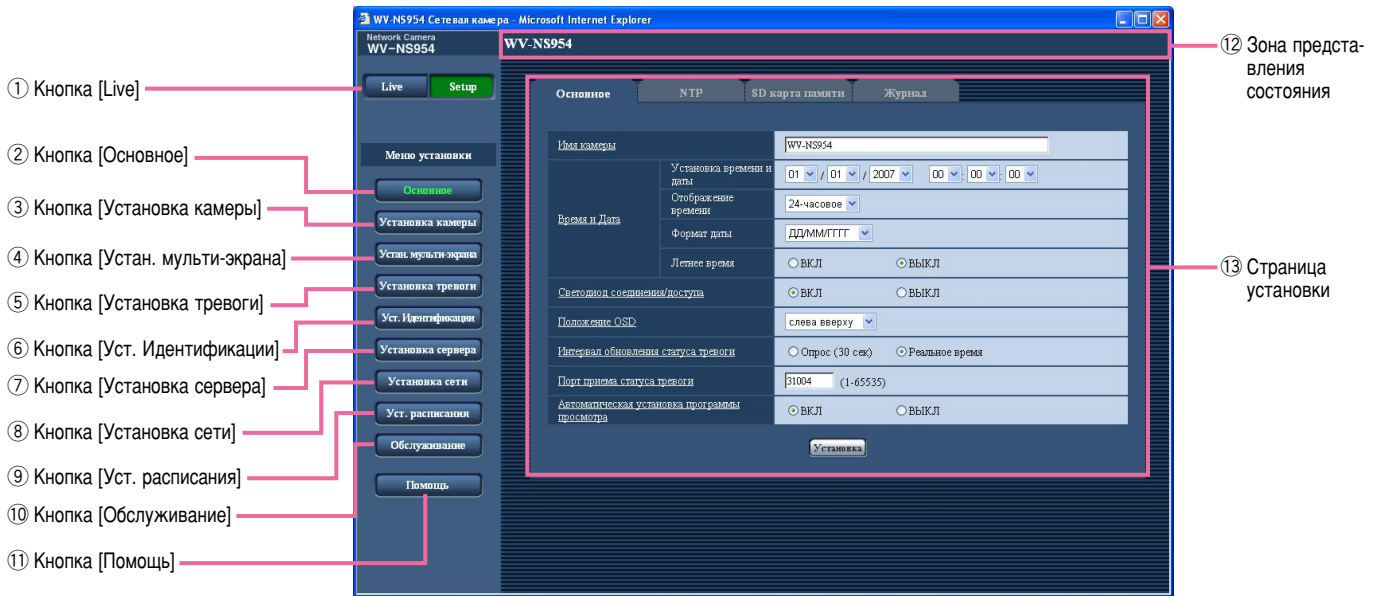 ① Кнопка [Live]
② Кнопка [Основное]
③ Кнопка [Установка камеры]
④ Кнопка [Устан. мульти-экрана]
⑤ Кнопка [Установка тревоги]
⑥ Кнопка [Уст. Идентификации]
⑦ Кнопка [Установка сервера]
⑧ Кнопка [Установка сети]
⑨ Кнопка [Уст. расписания]
⑩ Кнопка [Обслуживание]
⑪ Кнопка [Помощь]
WV-NS954 Сетевая камера - Microsoft Internet Explorer
Network Camera
WV-NS954
WV-NS954
Live Setup
Меню установки
Основное
Установка камеры
Устан. мульти-экрана
Установка тревоги
Уст. Идентификации
Установка сервера
Установка сети
Уст. расписания
Обслуживание
Помощь
Основное NTP SD карта памяти Журнал
Имя камеры WV-NS954
Время и Дата
Установка времени и
даты
01 / 01 / 2007 00 : 00 : 00
Отображение
времени
24-часовое
Формат даты ДД/ММ/ГГГГ
Летнее время ВКЛ ВЫКЛ
Светодиод соединения/доступа ВКЛ ВЫКЛ
Положение OSD слева вверху
Интервал обновления статуса тревоги Опрос (30 сек) Реальное время
Порт приема статуса тревоги 31004 (1-65535)
Автоматическая установка программы
просмотра
ВКЛ ВЫКЛ
Установка
⑫ Зона предста-
вления
состояния
⑬ Страница
установки